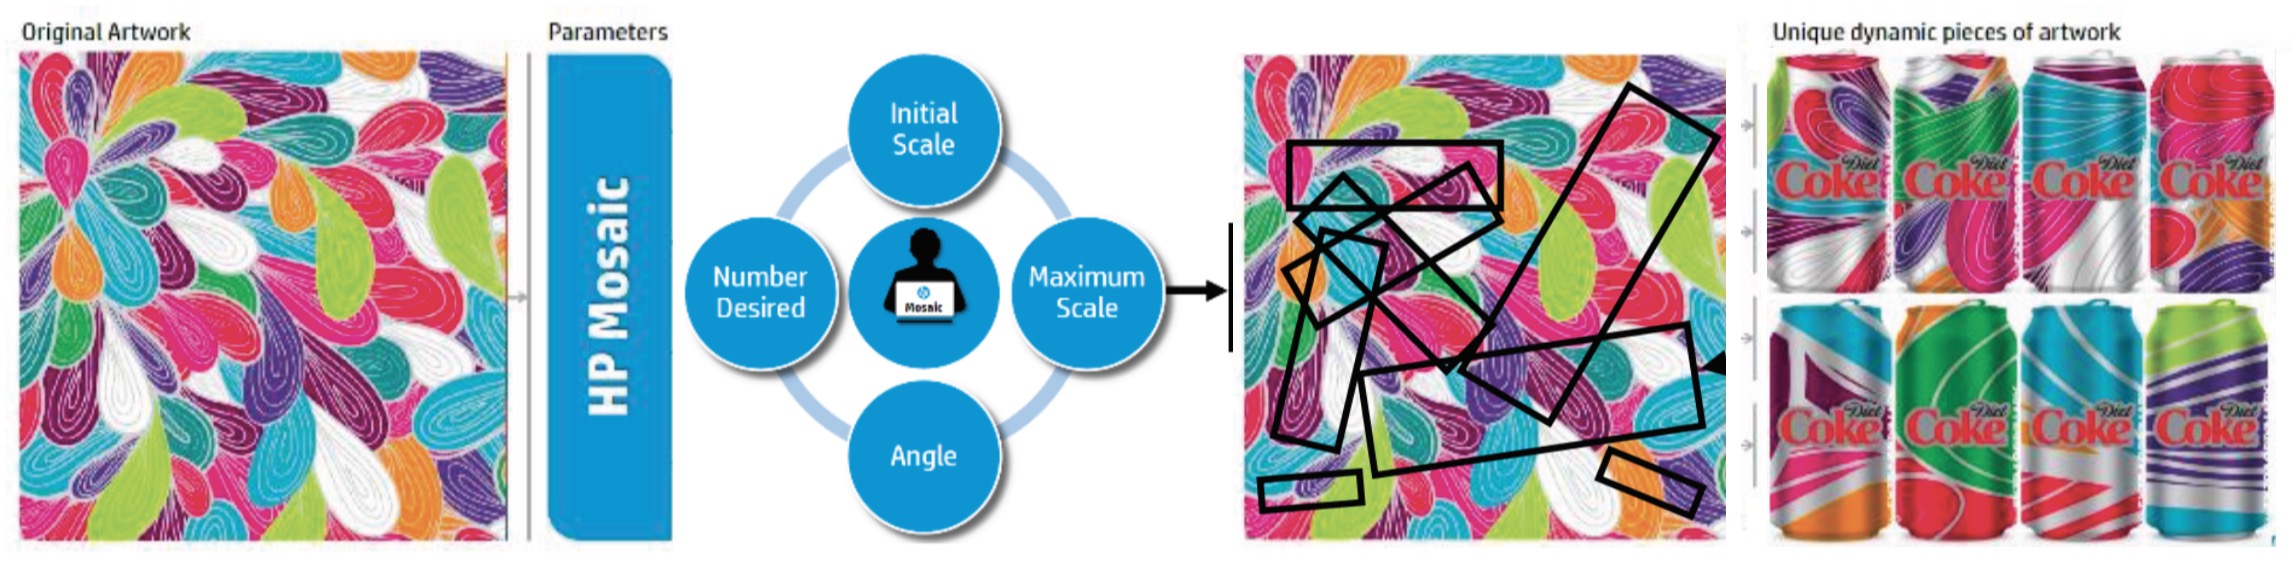 Original Artwork
Parameters
HP Mosaic
Initial
Scale
Number
Desired
Mosaic
Maximum
Scale
Angle
Unique dynamic pieces of artwork
Diet
Coke
Diet
Coke
Diet
Coke
Diet
Coke
Diet
Coke
Diet
Coke
Diet
Coke
Diet
Coke